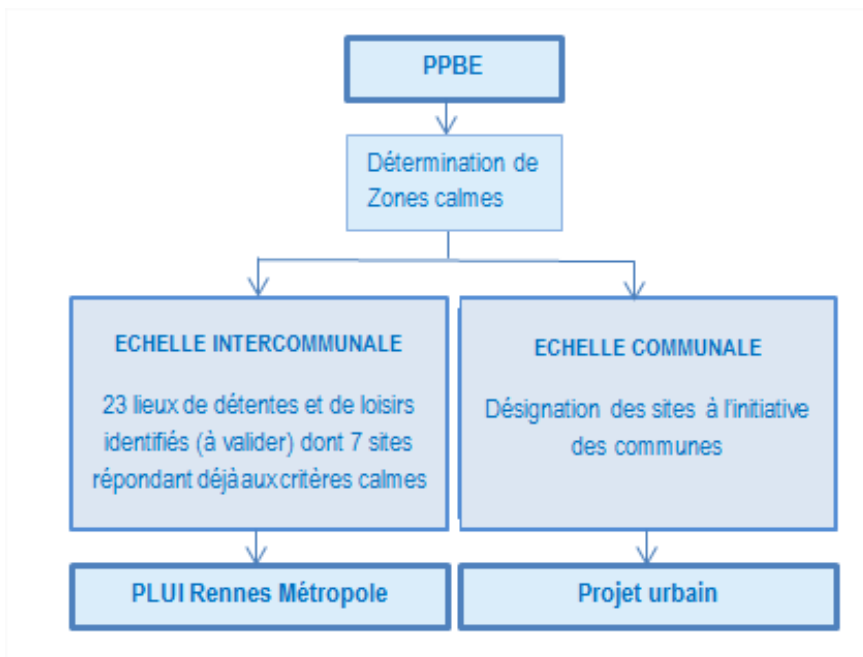 PPBE
Détermination de
Zones calmes
ECHELLE INTERCOMMUNALE
23 lieux de détentes et de loisirs
identifiés (à valider) dont 7 sites
répondant déjà aux critères calmes
ECHELLE COMMUNALE
Désignation des sites à l'initiative
des communes
PLUI Rennes Métropole
Projet urbain